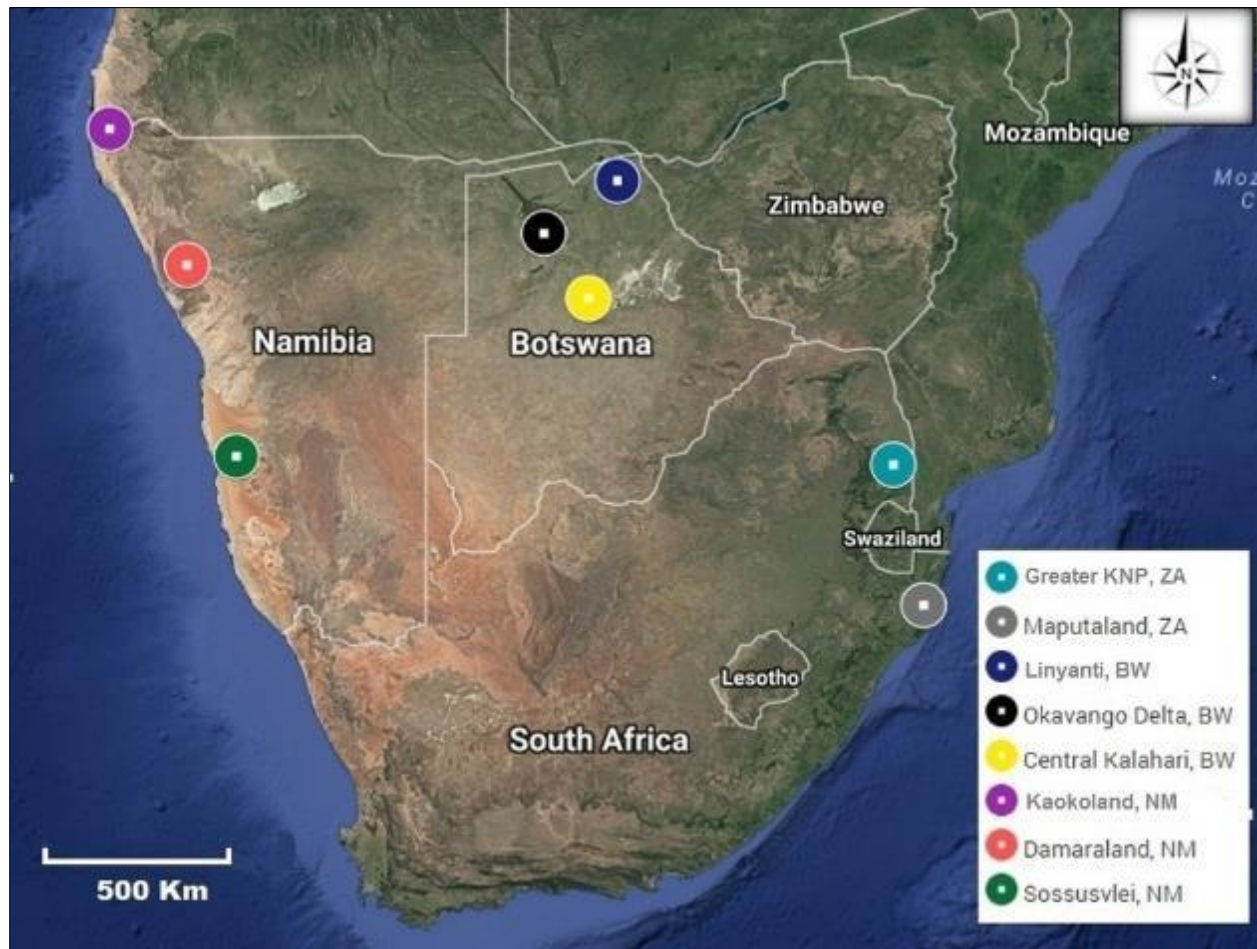 N
Mozambique
Moz
C
Zimbabwe
Namibia
Botswana
Swaziland
Lesotho
South Africa
500 Km
Greater KNP, ZA
Maputaland, ZA
Linyanti, BW
Okavango Delta, BW
Central Kalahari, BW
Kaokoland, NM
Damaraland, NM
Sossusvlei, NM